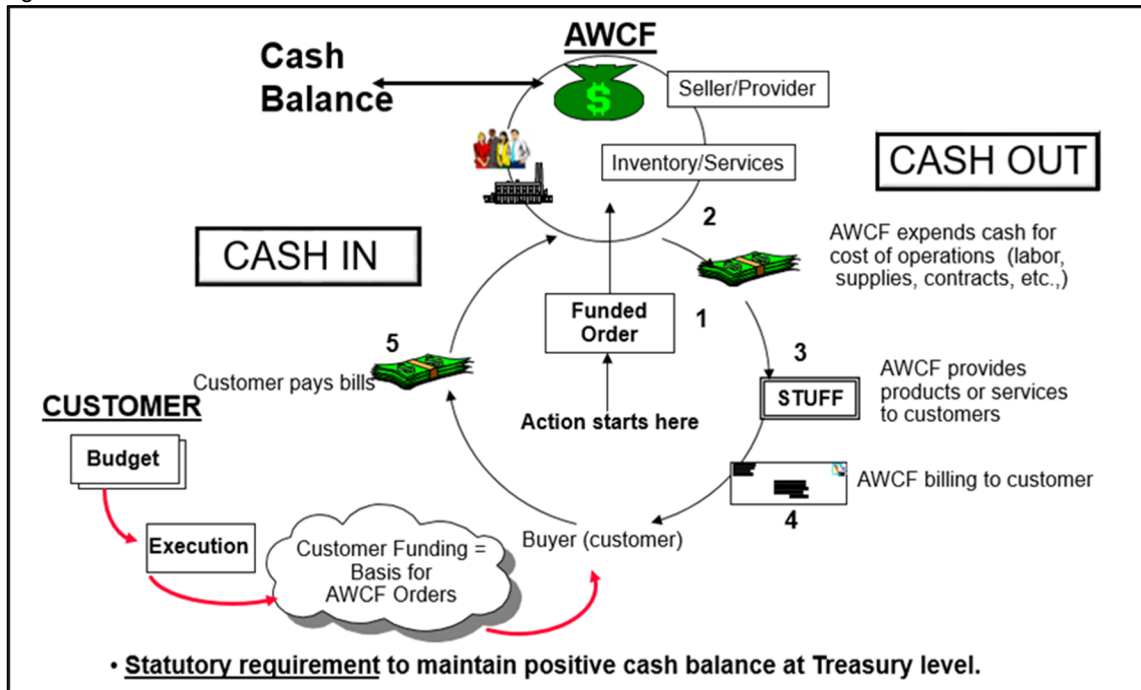 AWCF
Cash
Balance
$
Seller/Provider
Inventory/Services
CASH OUT
2
AWCF expends cash for
cost of operations (labor,
supplies, contracts, etc.,)
CASH IN
Funded
Order
1
5
3
Customer pays bills
AWCF provides
products or services
to customers
STUFF
Action starts here
CUSTOMER
Budget
AWCF billing to customer
4
Execution
Buyer (customer)
Customer Funding =
Basis for
AWCF Orders
• Statutory requirement to maintain positive cash balance at Treasury level.